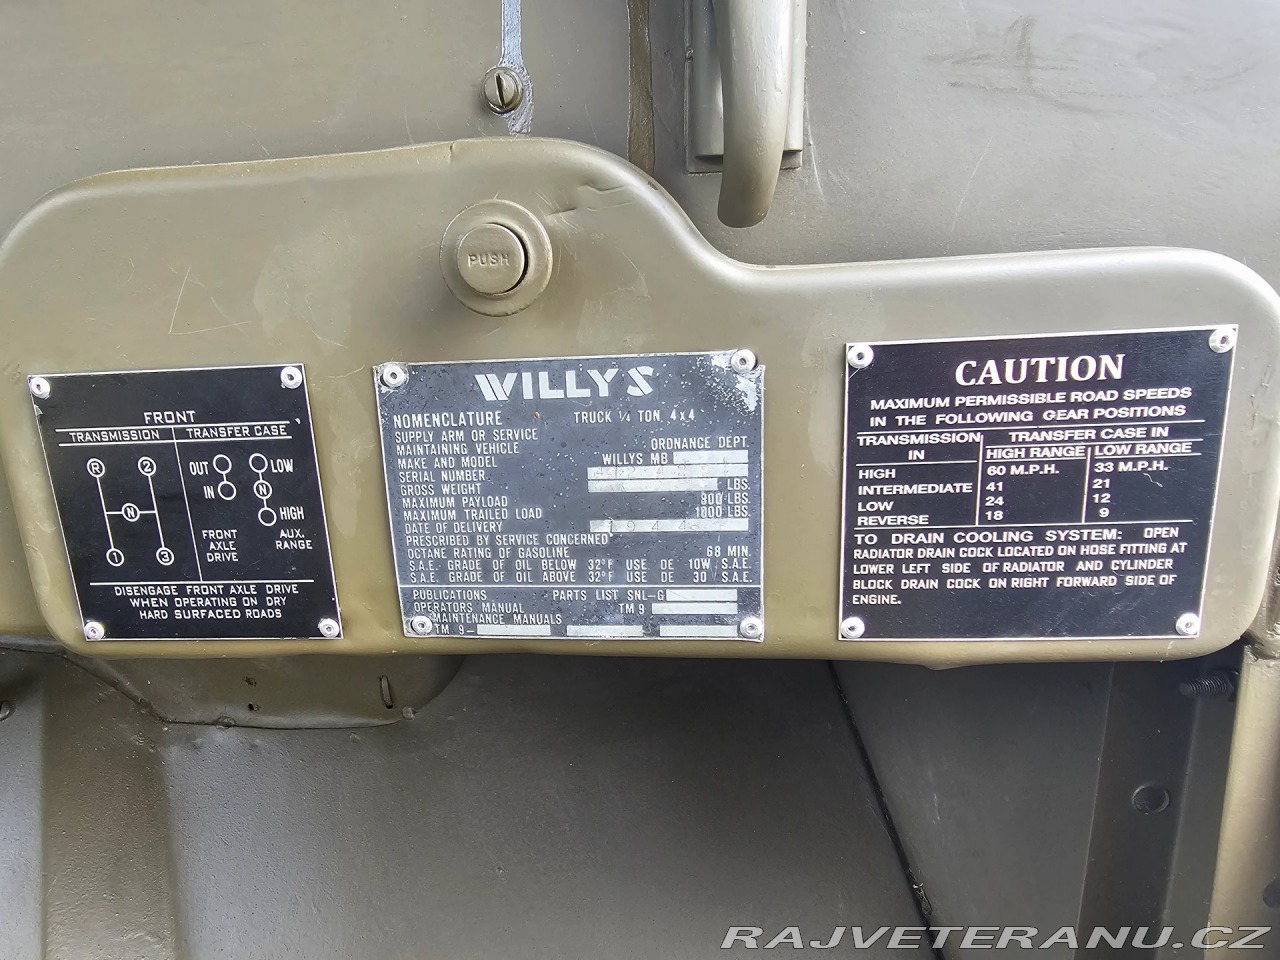 PUSH
FRONT
TRANSMISSION TRANSFER CASE
R 2 OUT LOW
IN N
N HIGH
FRONT AXLE DRIVE
AUX. RANGE
1 3
DISENGAGE FRONT AXLE DRIVE
WHEN OPERATING ON DRY
HARD SURFACED ROADS
WILLYS
NOMENCLATURE TRUCK 1/4 TON, 4x4
SUPPLY ARM OR SERVICE
MAINTAINING VEHICLE ORDNANCE DEPT.
MAKE AND MODEL WILLYS MB
SERIAL NUMBER
GROSS WEIGHT LBS.
MAXIMUM PAYLOAD 800 LBS.
MAXIMUM TRAILED LOAD 1000 LBS.
DATE OF DELIVERY 1944
PRESCRIBED BY SERVICE CONCERNED
OCTANE RATING OF GASOLINE 68 MIN.
S.A.E. GRADE OF OIL BELOW 32°F USE. DE 10W S.A.E.
S.A.E. GRADE OF OIL ABOVE 32°F USE DE 30 S.A.E.
PUBLICATIONS PARTS LIST SNL-G
OPERATORS MANUAL TM 9
MAINTENANCE MANUALS
TM 9-
CAUTION
MAXIMUM PERMISSIBLE ROAD SPEEDS
IN THE FOLLOWING GEAR POSITIONS
TRANSMISSION IN TRANSFER CASE IN
HIGH RANGE LOW RANGE
HIGH 60 M.P.H. 33 M.P.H.
INTERMEDIATE 41 21
LOW 24 12
REVERSE 18 9
TO DRAIN COOLING SYSTEM: OPEN
RADIATOR DRAIN COCK LOCATED ON HOSE FITTING AT
LOWER LEFT SIDE OF RADIATOR AND CYLINDER
BLOCK DRAIN COCK ON RIGHT FORWARD SIDE OF
ENGINE.
RAJVETERANU.CZ